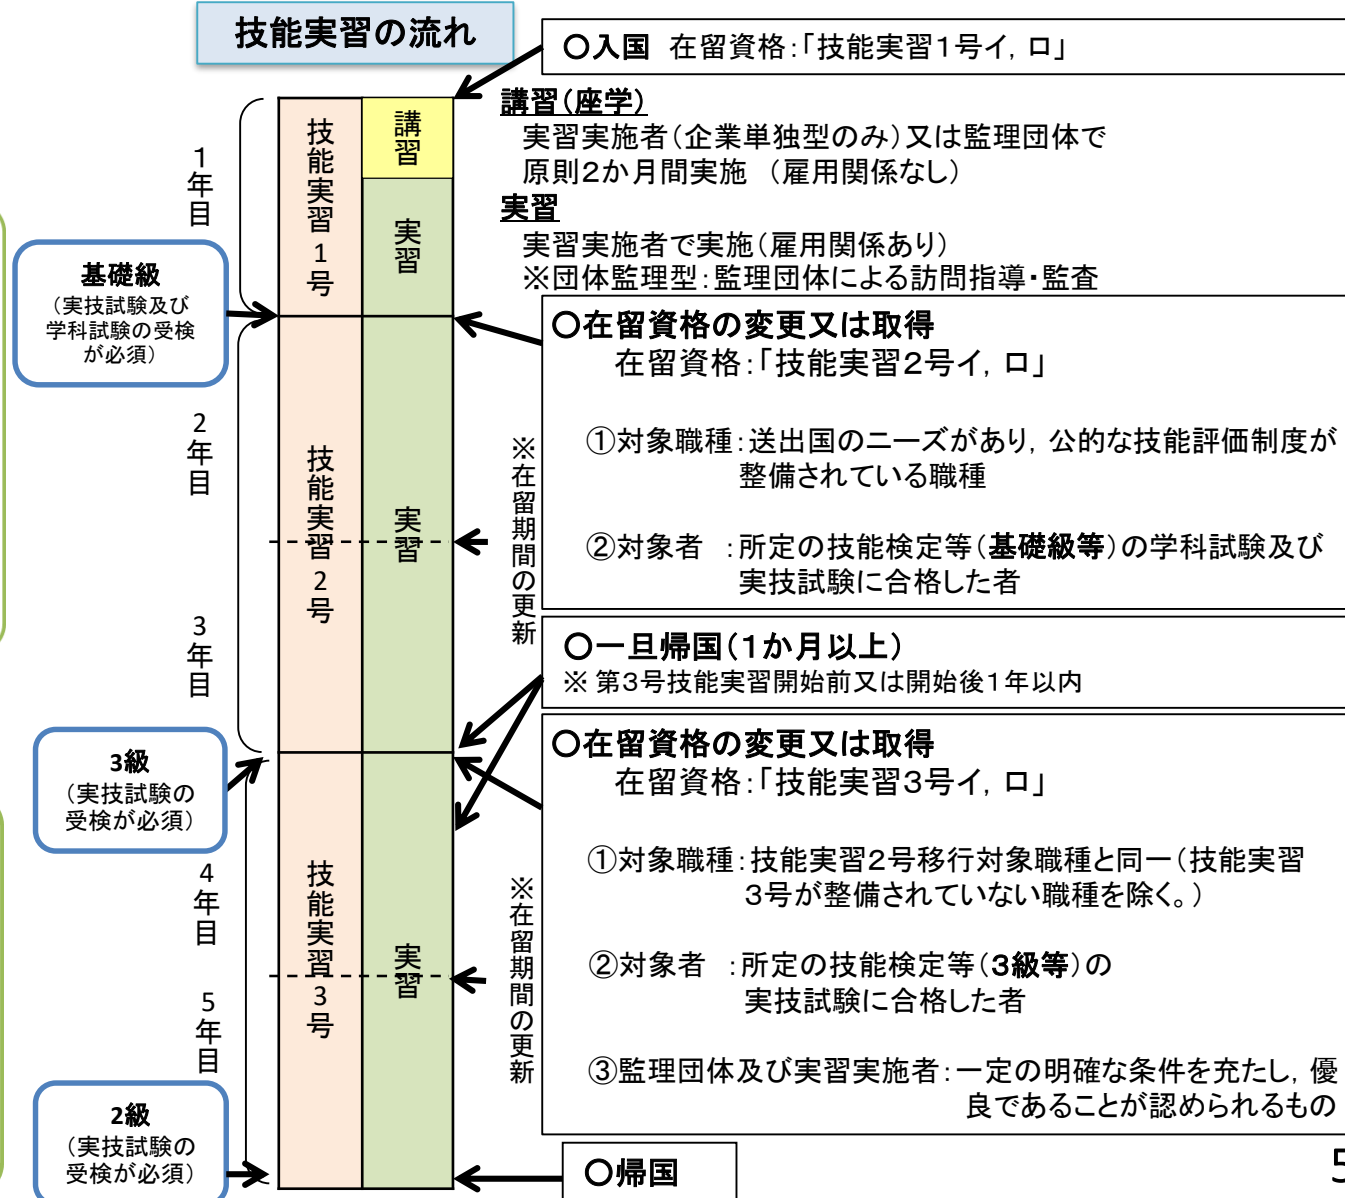 技能実習の流れ
○入国 在留資格：「技能実習１号イ，ロ」
講習（座学）
実習実施者（企業単独型のみ）又は監理団体で
原則２か月間実施 （雇用関係なし）
実習
実習実施者で実施（雇用関係あり）
※団体監理型：監理団体による訪問指導・監査
○在留資格の変更又は取得
在留資格：「技能実習２号イ，ロ」
①対象職種：送出国のニーズがあり，公的な技能評価制度が
整備されている職種
②対象者 ：所定の技能検定等（基礎級等）の学科試験及び
実技試験に合格した者
○一旦帰国（１か月以上）
※ 第３号技能実習開始前又は開始後１年以内
○在留資格の変更又は取得
在留資格：「技能実習３号イ，ロ」
①対象職種：技能実習２号移行対象職種と同一（技能実習
３号が整備されていない職種を除く。）
②対象者 ：所定の技能検定等（３級等）の
実技試験に合格した者
③監理団体及び実習実施者：一定の明確な条件を充たし，優
良であることが認められるもの
○帰国
1年目
2年目
3年目
4年目
5年目
基礎級
（実技試験及び
学科試験の受検
が必須）
3級
（実技試験の
受検が必須）
2級
（実技試験の
受検が必須）
技能実習1号
講習
実習
技能実習2号
実習
技能実習3号
実習
※在留期間の更新
※在留期間の更新
5